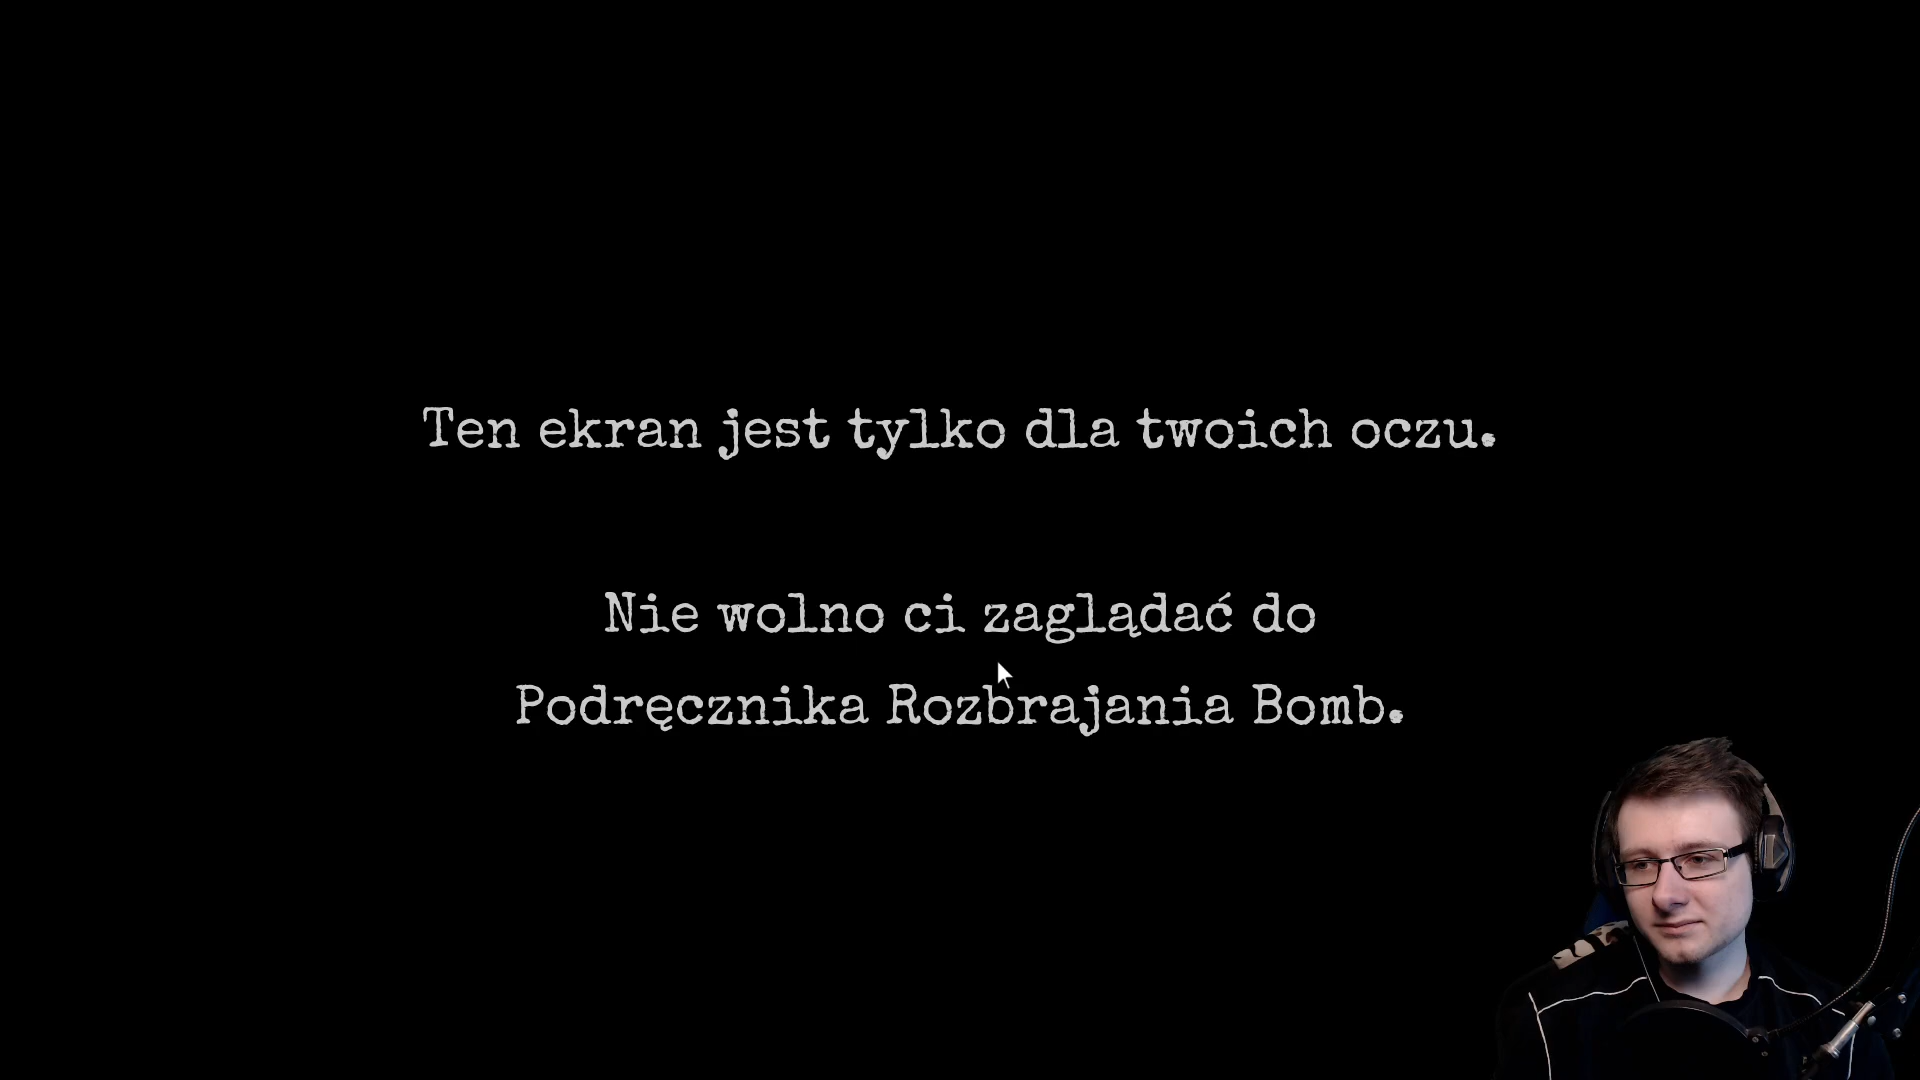 Ten ekran jest tylko dla twoich oczu.
Nie wolno ci zaglądać do
Podręcznika Rozbrajania Bomb.